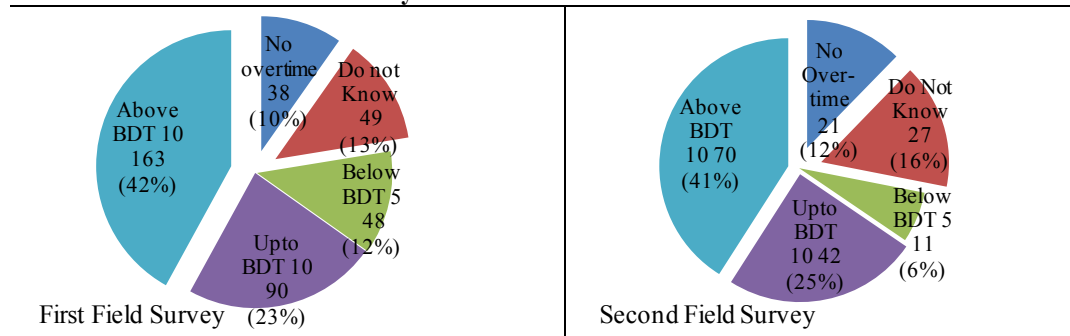 No
overtime
38
(10%)
Do not
Know
49
(13%)
Below
BDT 5
48
(12%)
Upto
BDT 10
90
(23%)
Above
BDT 10
163
(42%)
First Field Survey
No
Over-
time
21
(12%)
Do Not
Know
27
(16%)
Below
BDT 5
11
(6%)
Upto
BDT
10 42
(25%)
Above
BDT
10 70
(41%)
Second Field Survey